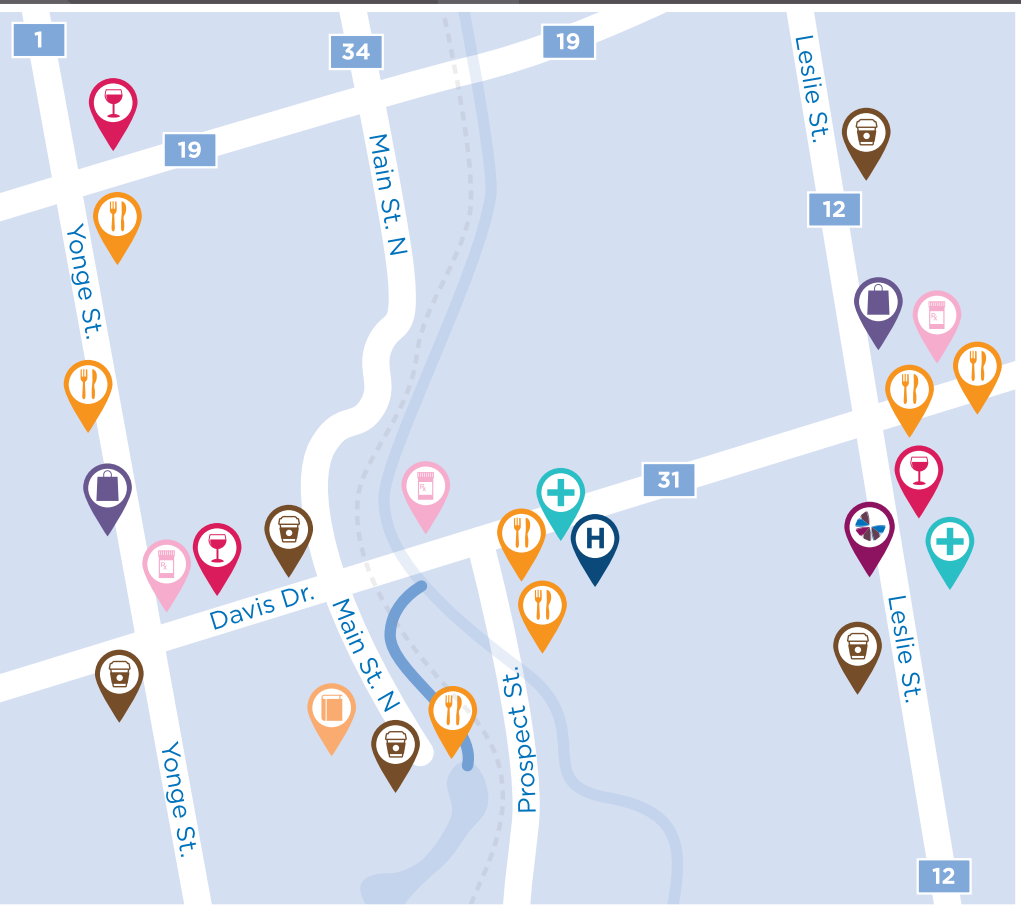 1
34
19
Leslie St.
19
Main St. N
12
Yonge St.
31
H
Davis Dr.
Main St. N
Leslie St.
Prospect St.
Yonge St.
12